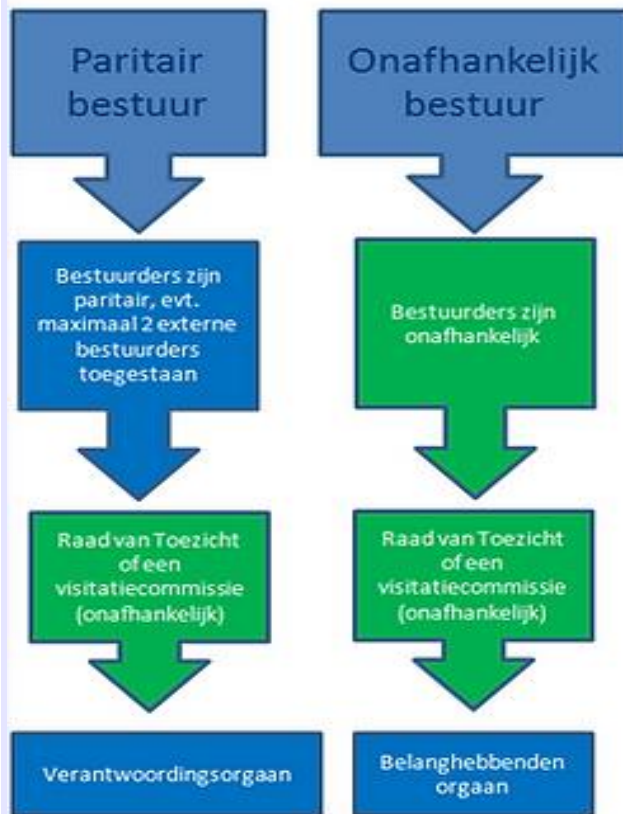 Paritair
bestuur
Bestuurders zijn
paritair, evt.
maximaal 2 externe
bestuurders
toegestaan
Raad van Toezicht
of een
visitatiecommissie
(onafhankelijk)
Verantwoordingsorgaan
Onafhankelijk
bestuur
Bestuurders zijn
onafhankelijk
Raad van Toezicht
of een
visitatiecommissie
(onafhankelijk)
Belanghebbenden
orgaan